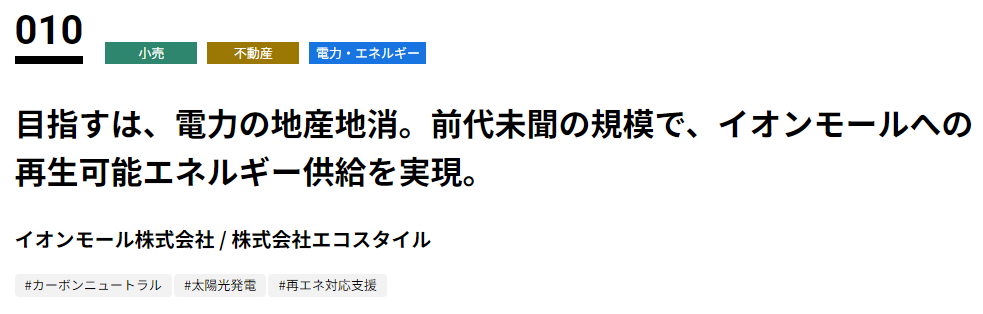 010
小売 不動産 電力・エネルギー
目指すは、電力の地産地消。前代未聞の規模で、イオンモールへの
再生可能エネルギー供給を実現。
イオンモール株式会社 / 株式会社エコスタイル
#カーボンニュートラル #太陽光発電 #再エネ対応支援